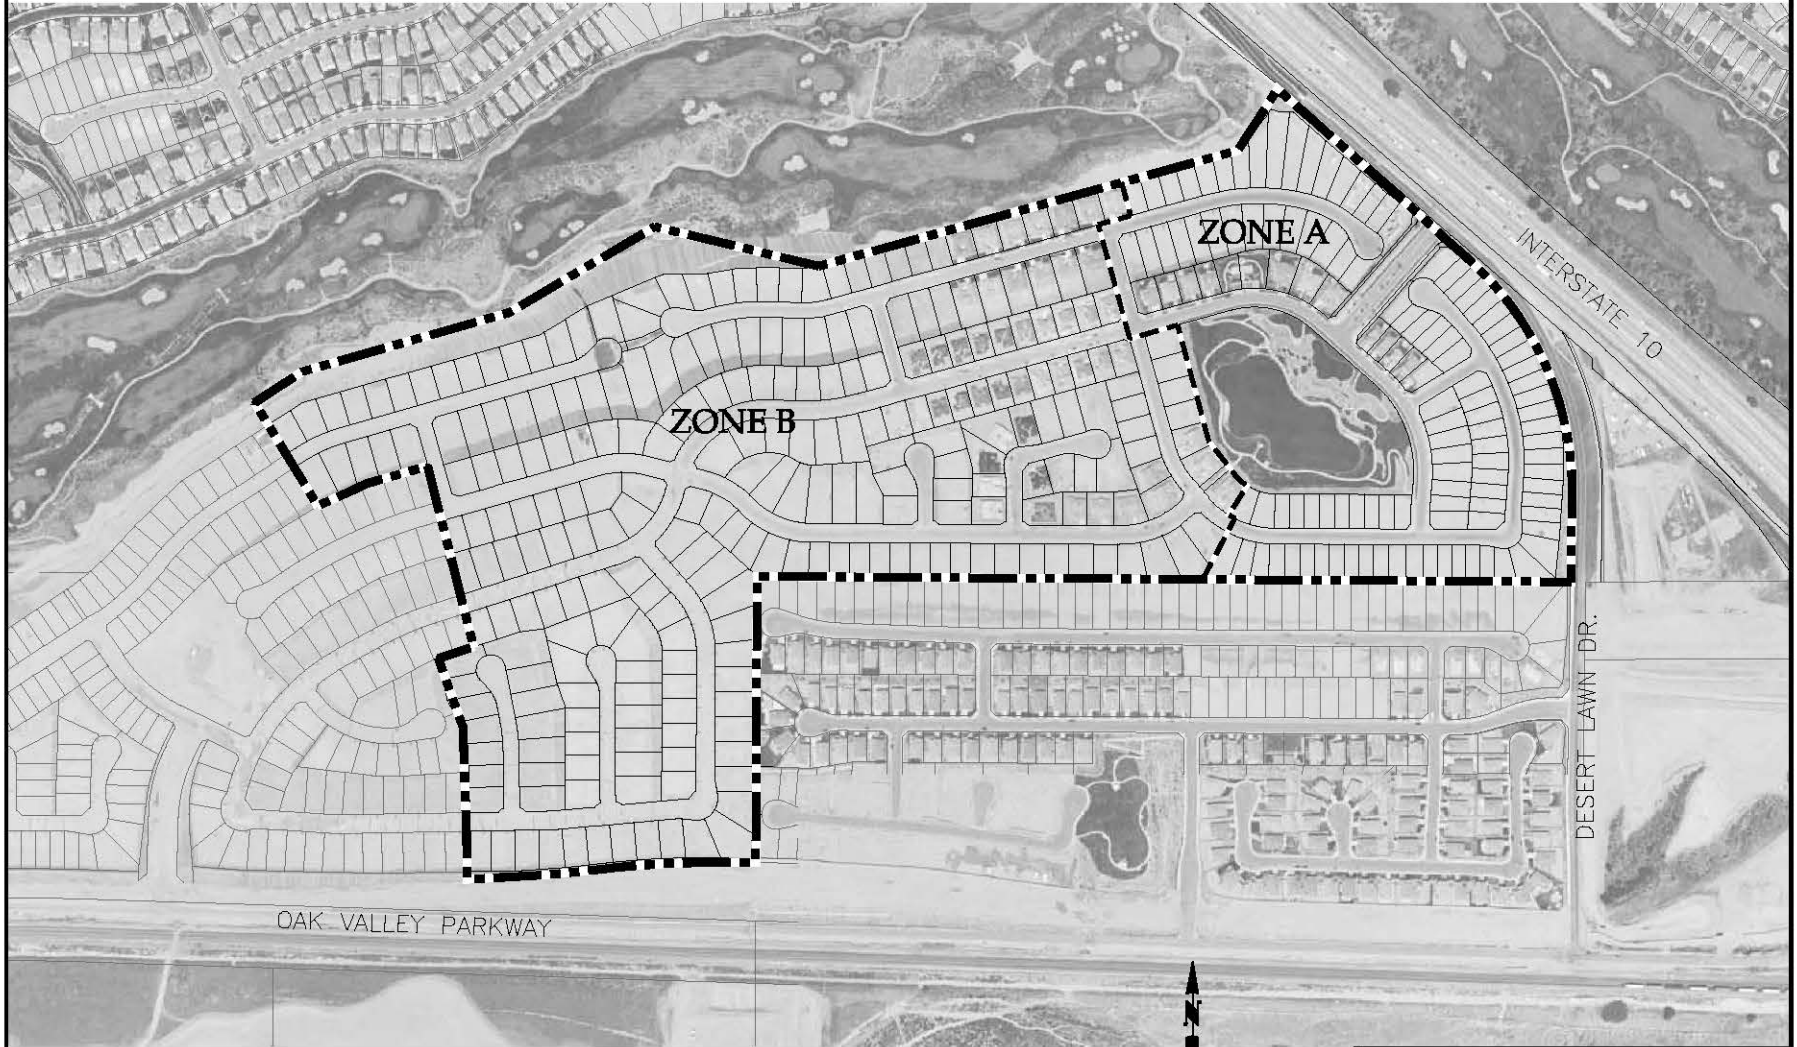 ZONE A
INTERSTATE 10
ZONE B
DESERT LAWN DR.
OAK VALLEY PARKWAY
N